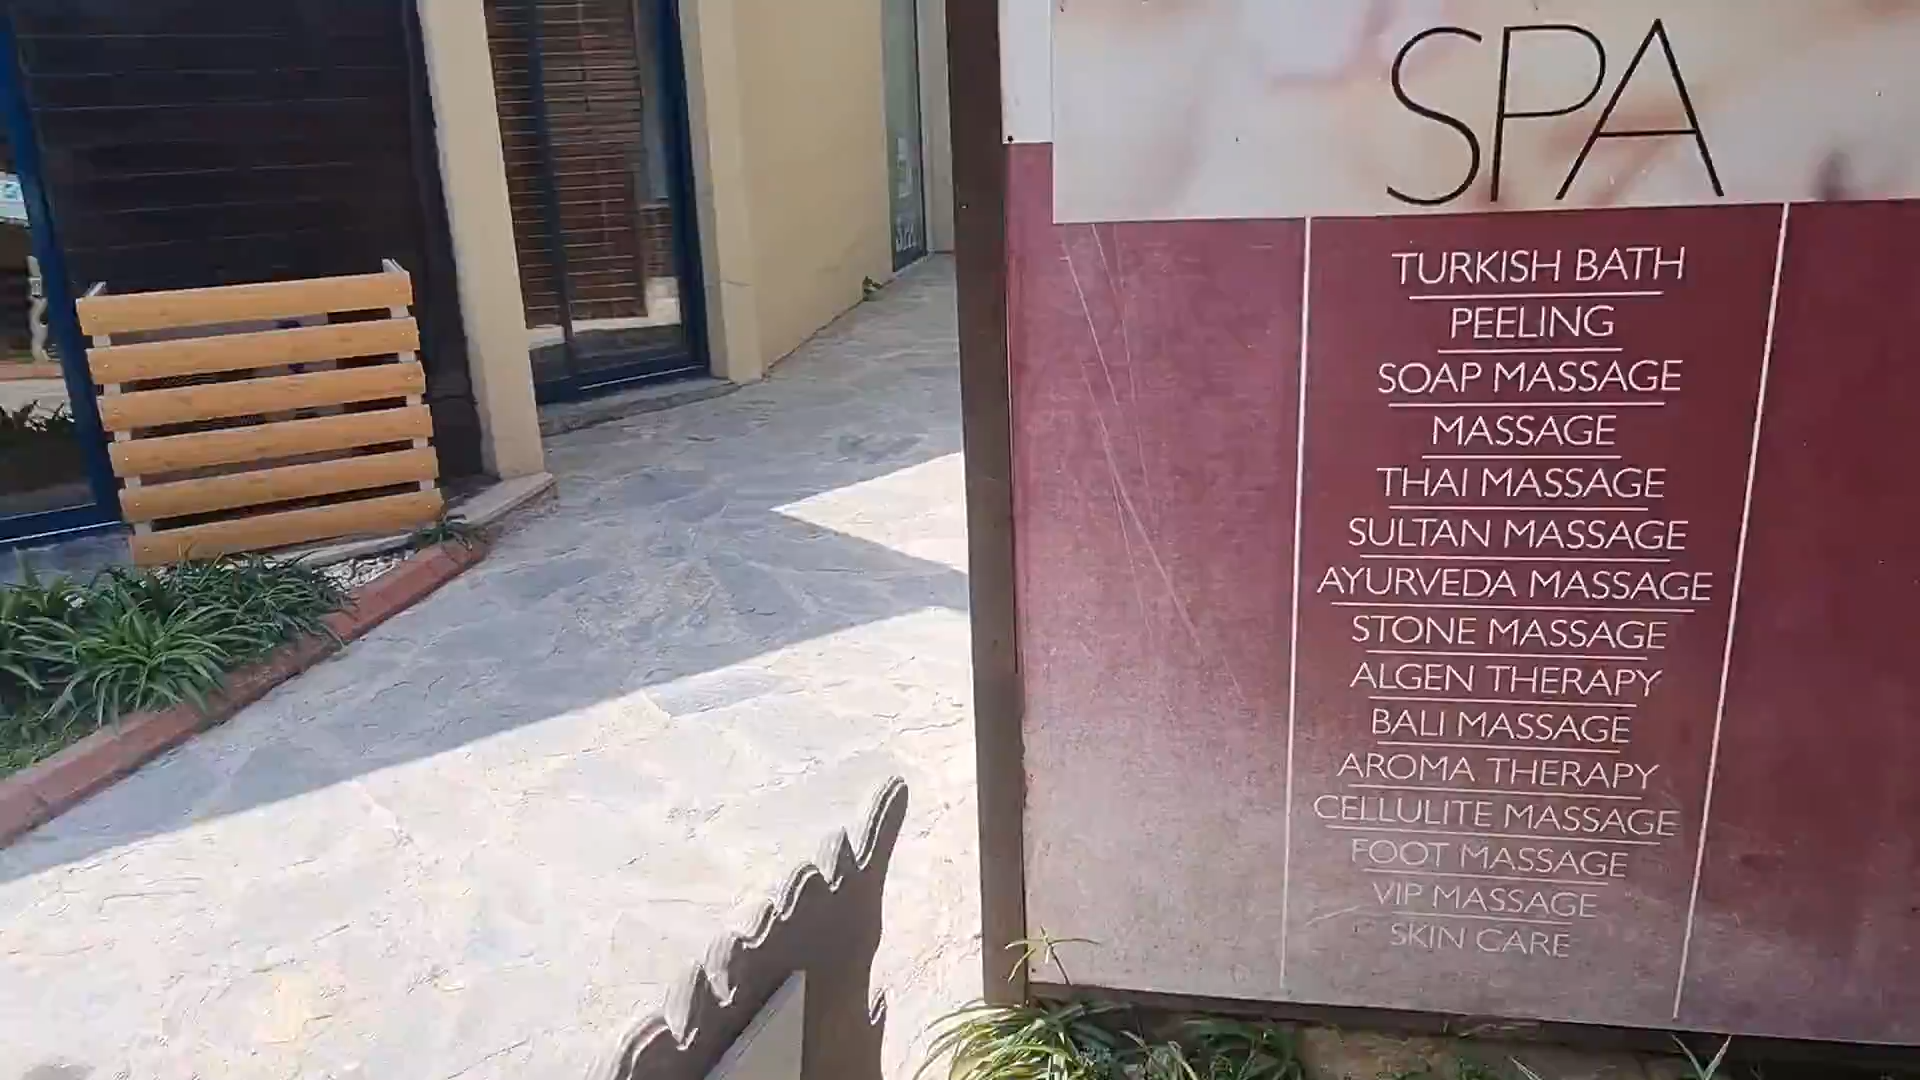 SPA
TURKISH BATH
PEELING
SOAP MASSAGE
MASSAGE
THAI MASSAGE
SULTAN MASSAGE
AYURVEDA MASSAGE
STONE MASSAGE
ALGEN THERAPY
BALI MASSAGE
AROMA THERAPY
CELLULITE MASSAGE
FOOT MASSAGE
VIP MASSAGE
SKIN CARE